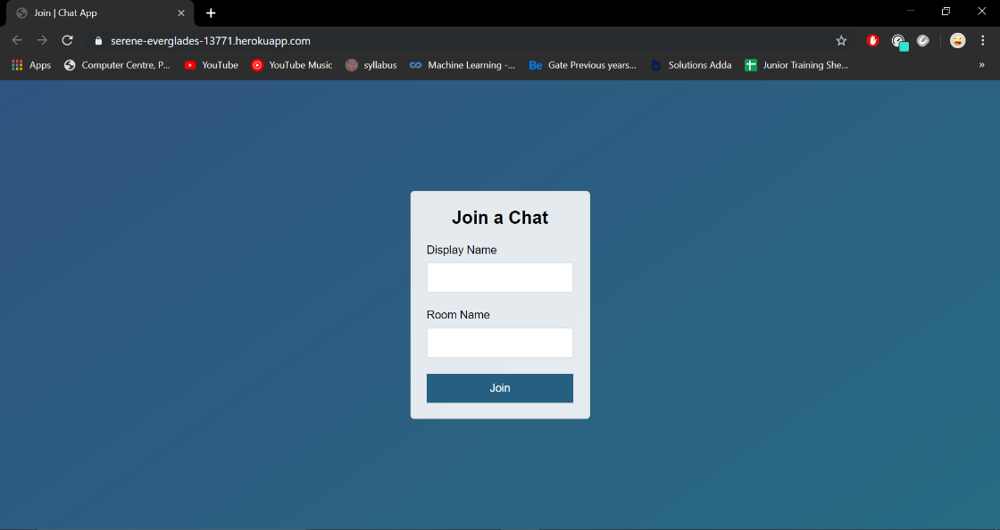 Join | Chat App
serene-everglades-13771.herokuapp.com
Apps Computer Centre, P... YouTube YouTube Music syllabus Machine Learning -... Be Gate Previous years... Solutions Adda Junior Training She... »
Join a Chat
Display Name
Room Name
Join